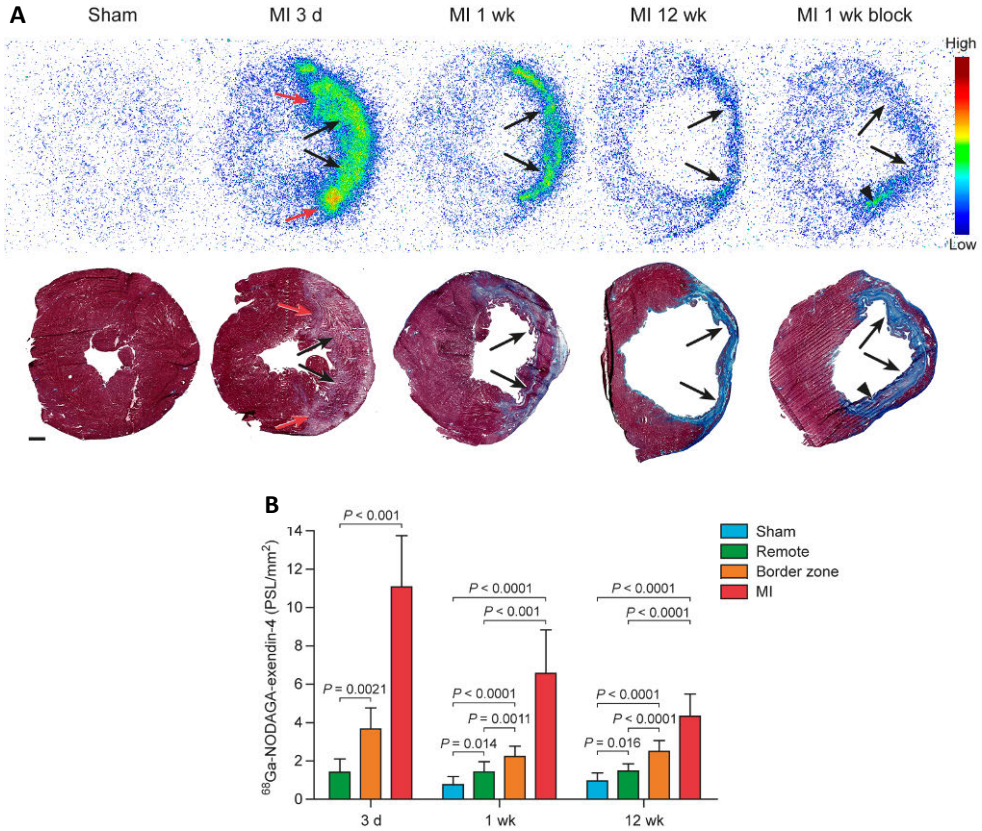 A
Sham MI 3 d MI 1 wk MI 12 wk MI 1 wk block
High
Low
B
⁶⁸Ga-NODAGA-exendin-4 (PSL/mm²)
14
12
10
8
6
4
2
0
P < 0.001
P = 0.0021
P < 0.0001
P < 0.001
P < 0.0001
P = 0.0011
P = 0.014
P < 0.0001
P < 0.0001
P < 0.0001
P < 0.0001
P = 0.016
3 d 1 wk 12 wk
Sham
Remote
Border zone
MI